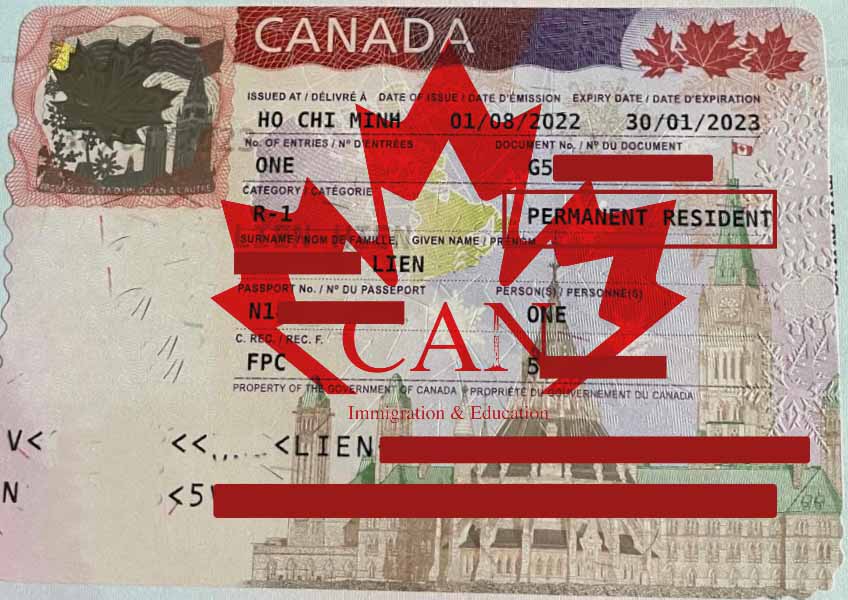 CANADA
ISSUED AT / DÉLIVRÉ À DATE OF ISSUE / DATE D'ÉMISSION EXPIRY DATE / DATE D'EXPIRATION
HO CHI MINH 01/08/2022 30/01/2023
No. OF ENTRIES / Nº D'ENTRÉES DOCUMENT No. / Nº DU DOCUMENT
ONE G5
CATEGORY / CATÉGORIE
R-1 PERMANENT RESIDENT
SURNAME / NOM DE FAMILLE, GIVEN NAME / PRÉNOM
LIEN
PASSPORT No. / Nº DU PASSEPORT PERSON(S) / PERSONNE(S)
N1 ONE
CAN
C. REC. / REC. F.
FPC 5
PROPERTY OF THE GOVERNMENT OF CANADA PROPRIÉTÉ DU GOUVERNEMENT DU CANADA
Immigration & Education
V< << <LIEN
N <5